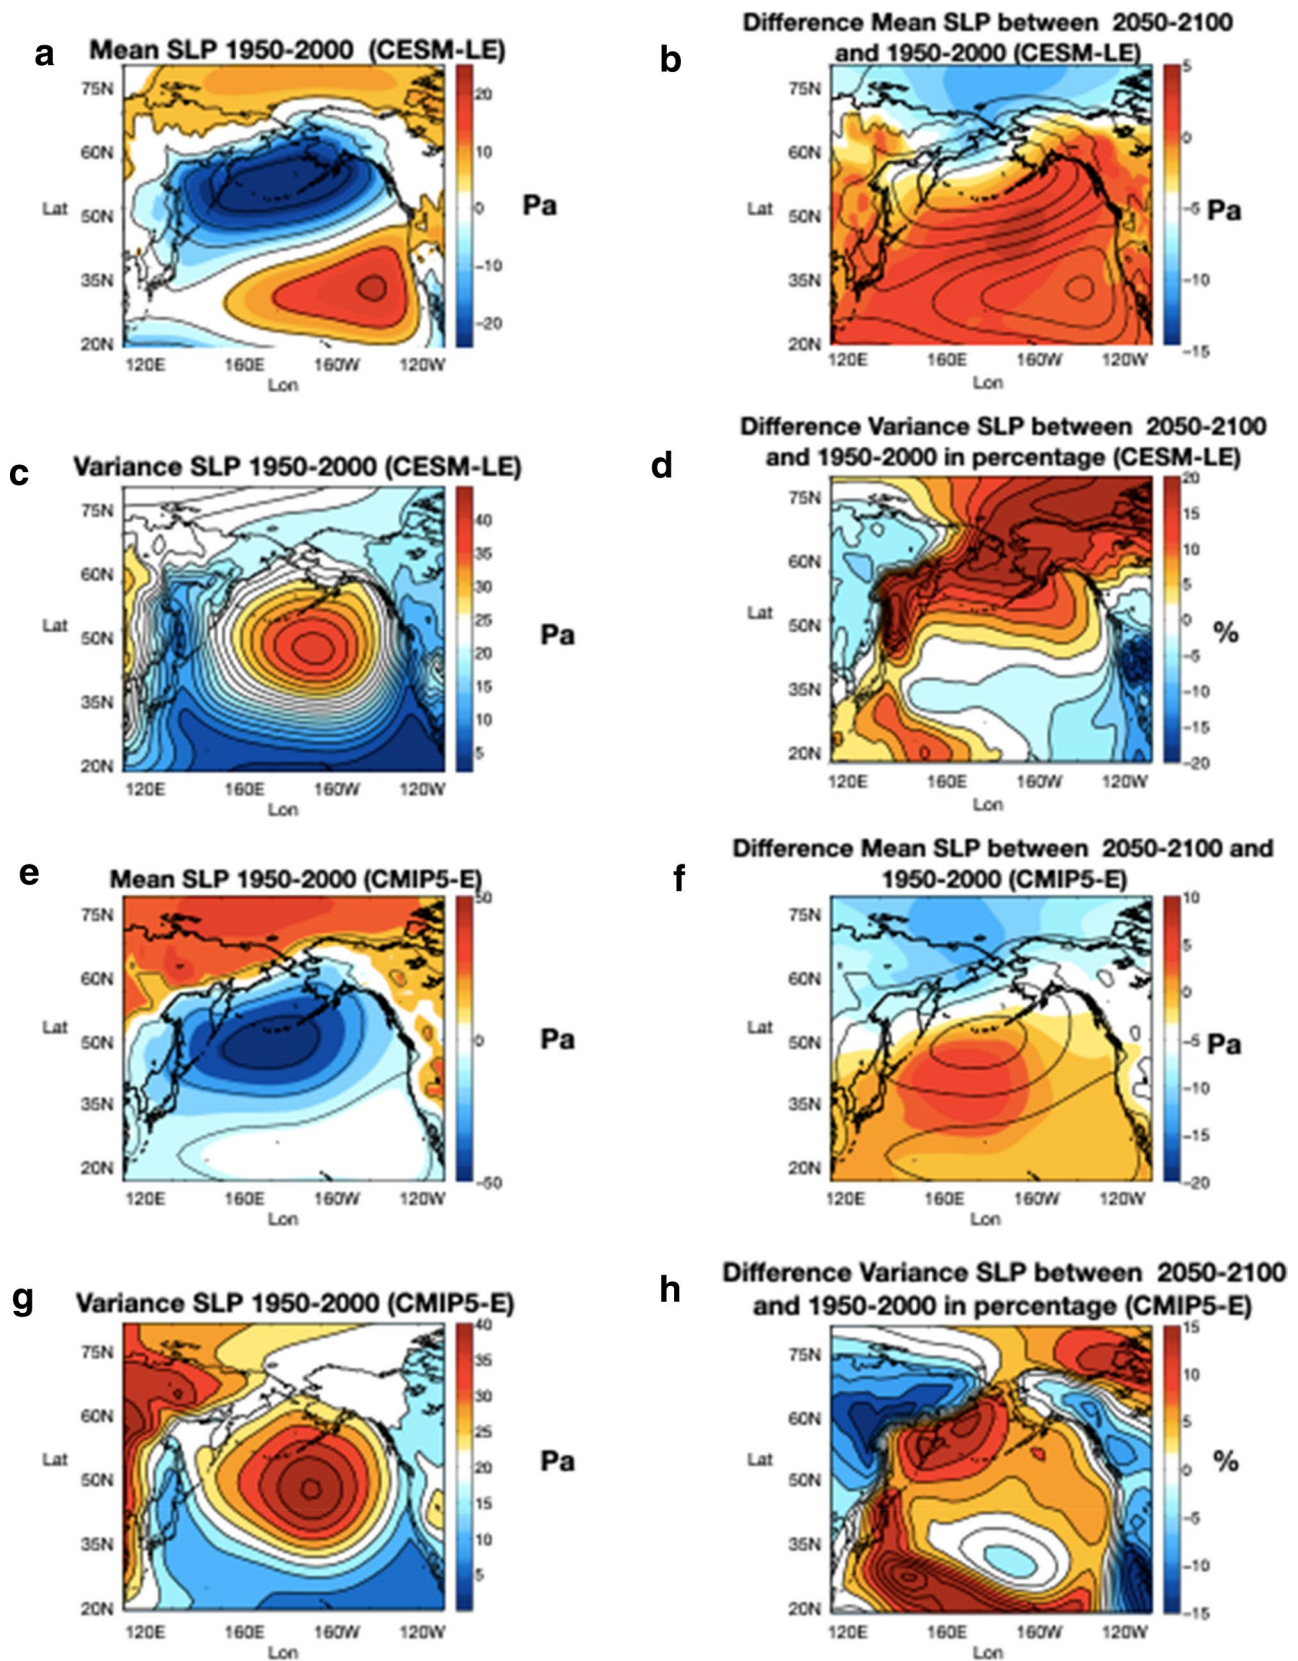 a
Mean SLP 1950-2000 (CESM-LE)
75N
60N
50N
35N
20N
Lat
120E 160E 160W 120W
Lon
20
10
0
-10
-20
Pa
b
Difference Mean SLP between 2050-2100
and 1950-2000 (CESM-LE)
75N
60N
50N
35N
20N
Lat
120E 160E 160W 120W
Lon
5
0
-5
-10
-15
Pa
c
Variance SLP 1950-2000 (CESM-LE)
75N
60N
50N
35N
20N
Lat
120E 160E 160W 120W
Lon
40
35
30
25
20
15
10
5
Pa
d
Difference Variance SLP between 2050-2100
and 1950-2000 in percentage (CESM-LE)
75N
60N
50N
35N
20N
Lat
120E 160E 160W 120W
Lon
20
15
10
5
0
-5
-10
-15
-20
%
e
Mean SLP 1950-2000 (CMIP5-E)
75N
60N
50N
35N
20N
Lat
120E 160E 160W 120W
Lon
50
0
-50
Pa
f
Difference Mean SLP between 2050-2100 and
1950-2000 (CMIP5-E)
75N
60N
50N
35N
20N
Lat
120E 160E 160W 120W
Lon
10
5
0
-5
-10
-15
-20
Pa
g
Variance SLP 1950-2000 (CMIP5-E)
75N
60N
50N
35N
20N
Lat
120E 160E 160W 120W
Lon
40
35
30
25
20
15
10
5
Pa
h
Difference Variance SLP between 2050-2100
and 1950-2000 in percentage (CMIP5-E)
75N
60N
50N
35N
20N
Lat
120E 160E 160W 120W
Lon
15
10
5
0
-5
-10
-15
%